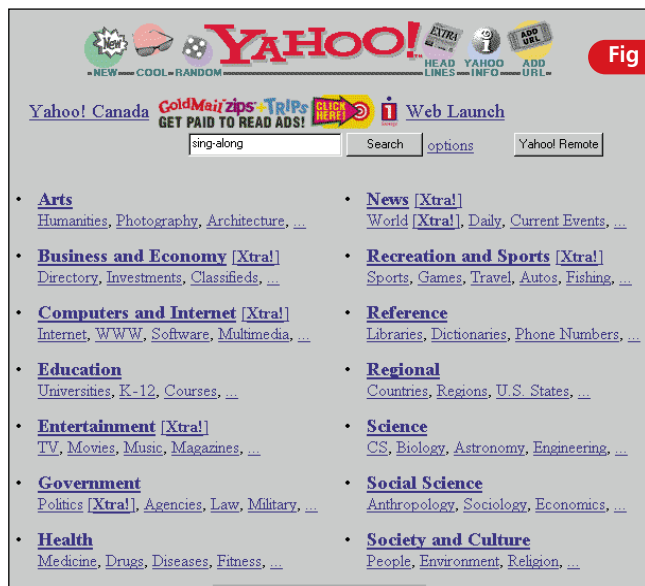 New
EXTRA
i
ADD URL
YAHOO!
NEW COOL RANDOM
HEAD LINES YAHOO INFO ADD URL
Fig
Yahoo! Canada GoldMail zips + TRIPs CLICK HERE! Web Launch
GET PAID TO READ ADS!
sing-along Search options Yahoo! Remote
• Arts
Humanities, Photography, Architecture, ...
• Business and Economy [Xtra!]
Directory, Investments, Classifieds, ...
• Computers and Internet [Xtra!]
Internet, WWW, Software, Multimedia, ...
• Education
Universities, K-12, Courses, ...
• Entertainment [Xtra!]
TV, Movies, Music, Magazines, ...
• Government
Politics [Xtra!], Agencies, Law, Military, ...
• Health
Medicine, Drugs, Diseases, Fitness, ...
• News [Xtra!]
World [Xtra!], Daily, Current Events, ...
• Recreation and Sports [Xtra!]
Sports, Games, Travel, Autos, Fishing, ...
• Reference
Libraries, Dictionaries, Phone Numbers, ...
• Regional
Countries, Regions, U.S. States, ...
• Science
CS, Biology, Astronomy, Engineering, ...
• Social Science
Anthropology, Sociology, Economics, ...
• Society and Culture
People, Environment, Religion, ...